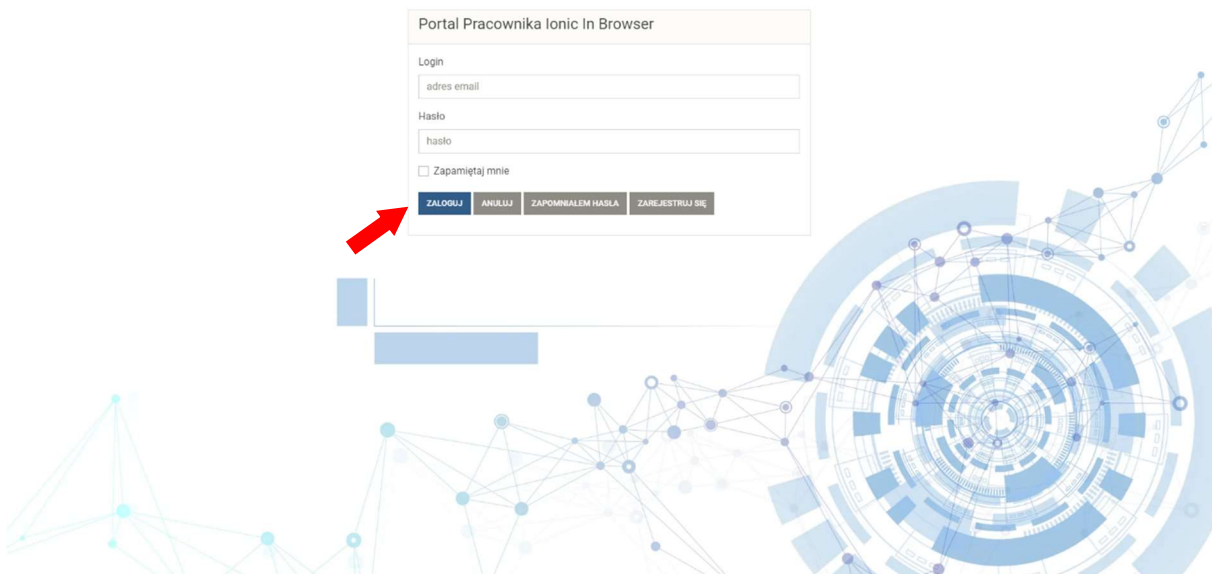 Portal Pracownika Ionic In Browser
Login
adres email
Hasło
hasło
Zapamiętaj mnie
ZALOGUJ ANULUJ ZAPOMNIAŁEM HASŁA ZAREJESTRUJ SIĘ